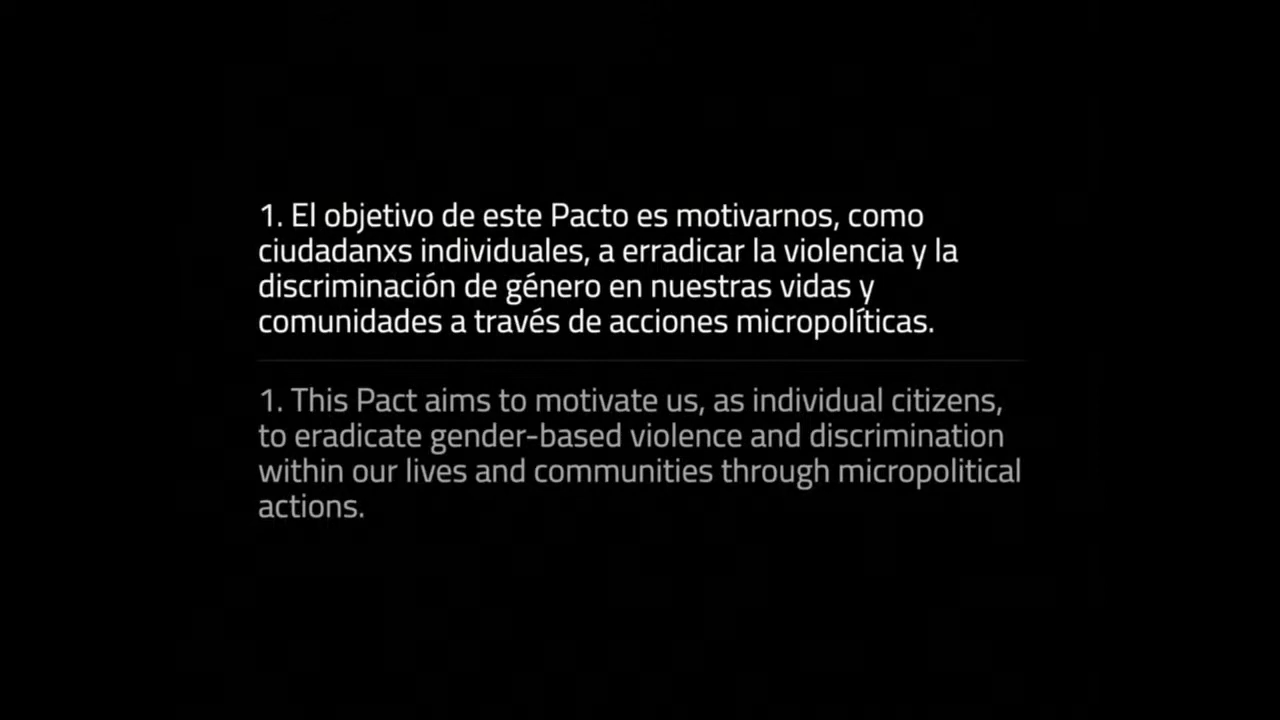 1. El objetivo de este Pacto es motivarnos, como
ciudadanxs individuales, a erradicar la violencia y la
discriminación de género en nuestras vidas y
comunidades a través de acciones micropolíticas.
1. This Pact aims to motivate us, as individual citizens,
to eradicate gender-based violence and discrimination
within our lives and communities through micropolitical
actions.